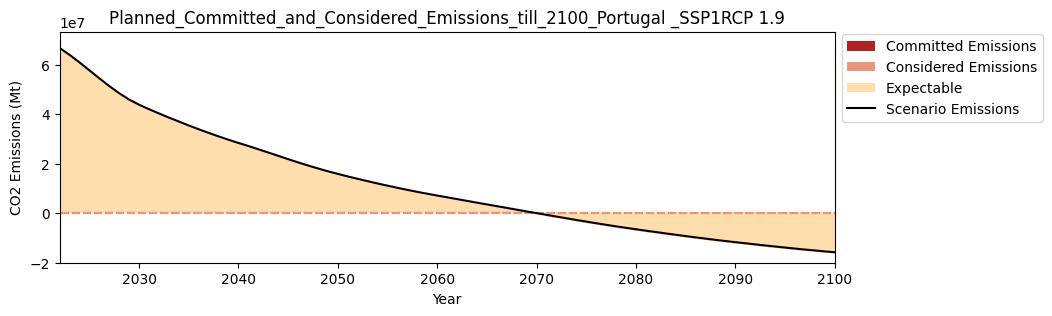 Planned_Committed_and_Considered_Emissions_till_2100_Portugal _SSP1RCP 1.9
1e7
6
4
2
0
−2
CO2 Emissions (Mt)
2030 2040 2050 2060 2070 2080 2090 2100
Year
Committed Emissions
Considered Emissions
Expectable
Scenario Emissions